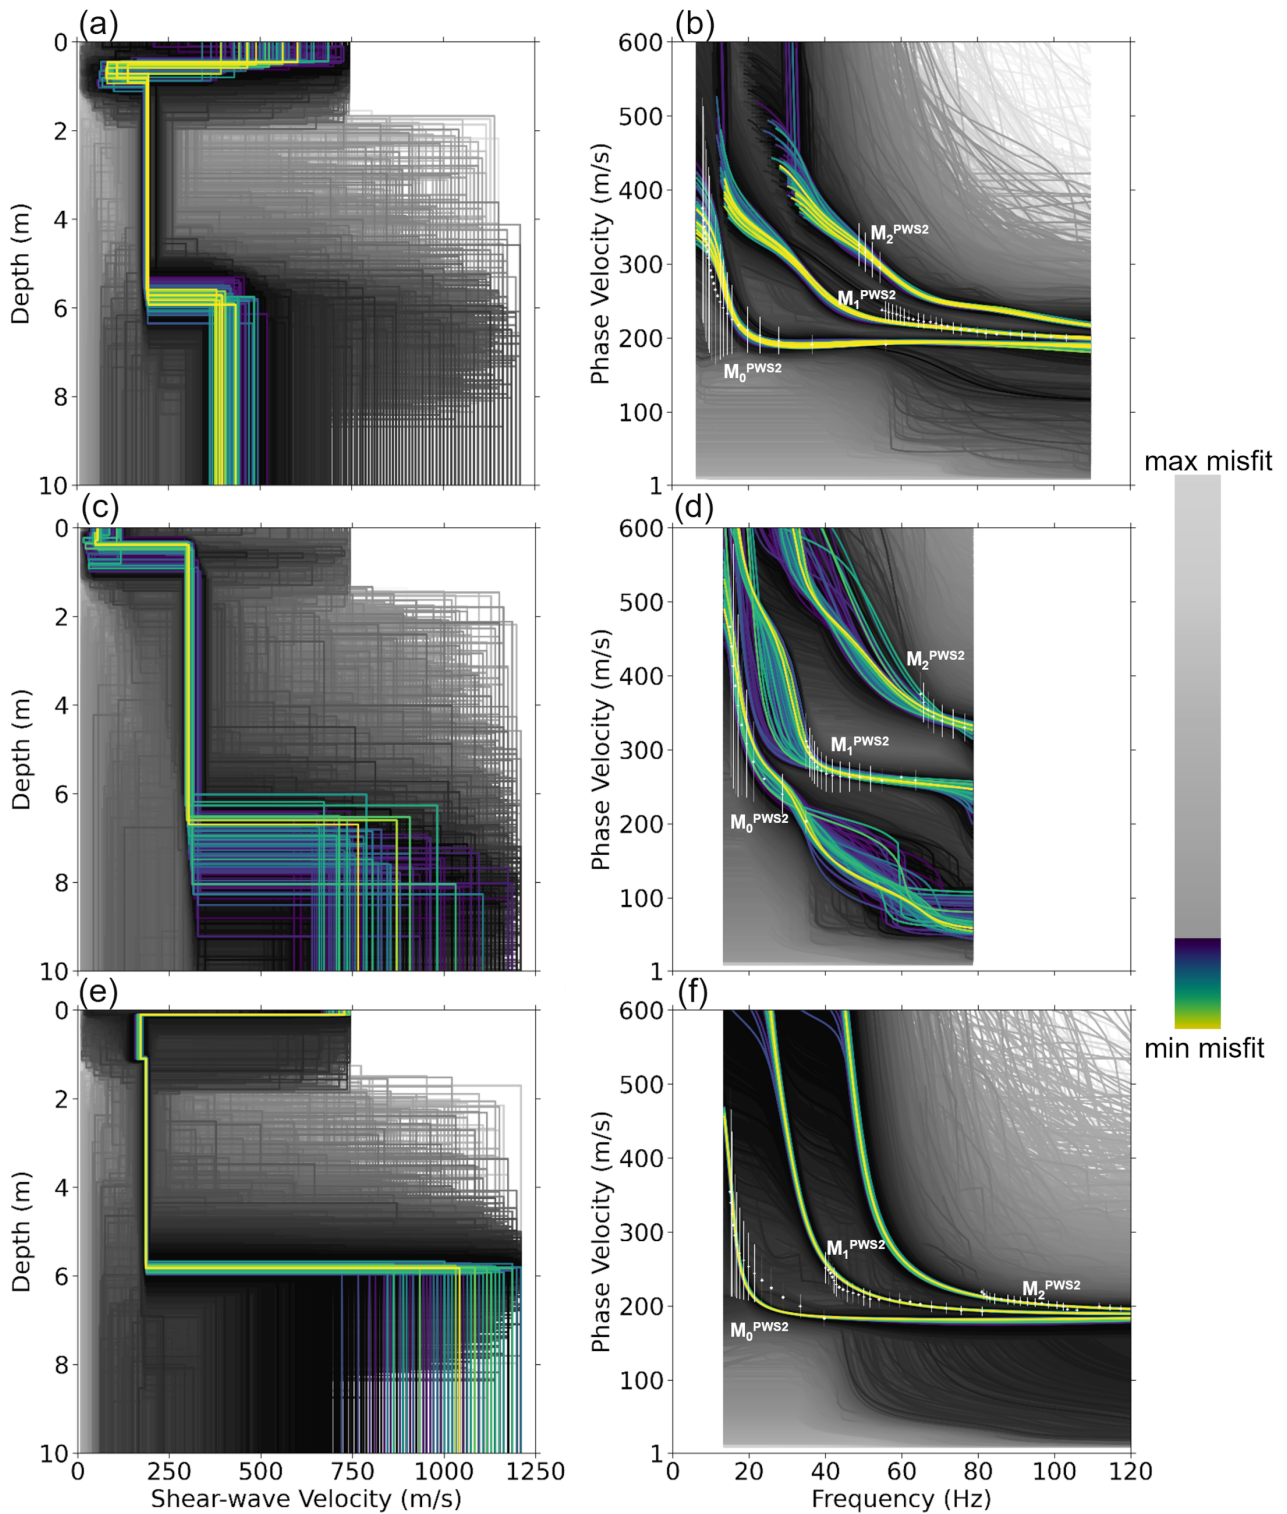 (a)
0
2
4
6
8
10
Depth (m)
(b)
600
500
400
300
200
100
1
Phase Velocity (m/s)
M₂ᴾᵂˢ²
M₁ᴾᵂˢ²
M₀ᴾᵂˢ²
(c)
0
2
4
6
8
10
Depth (m)
(d)
600
500
400
300
200
100
1
Phase Velocity (m/s)
M₂ᴾᵂˢ²
M₁ᴾᵂˢ²
M₀ᴾᵂˢ²
max misfit
min misfit
(e)
0
2
4
6
8
10
Depth (m)
0 250 500 750 1000 1250
Shear-wave Velocity (m/s)
(f)
600
500
400
300
200
100
1
Phase Velocity (m/s)
M₁ᴾᵂˢ²
M₂ᴾᵂˢ²
M₀ᴾᵂˢ²
0 20 40 60 80 100 120
Frequency (Hz)